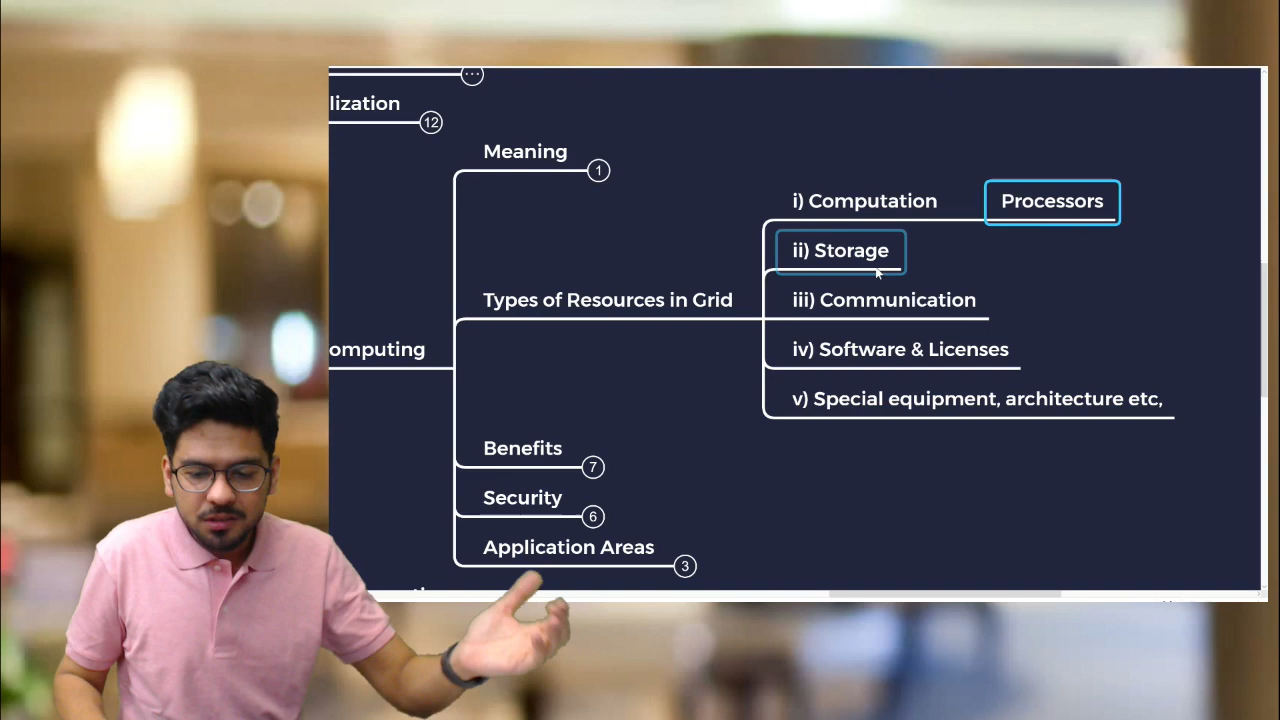 lization
12
Meaning
1
i) Computation
Processors
ii) Storage
Types of Resources in Grid
iii) Communication
omputing
iv) Software & Licenses
v) Special equipment, architecture etc,
Benefits
7
Security
6
Application Areas
3